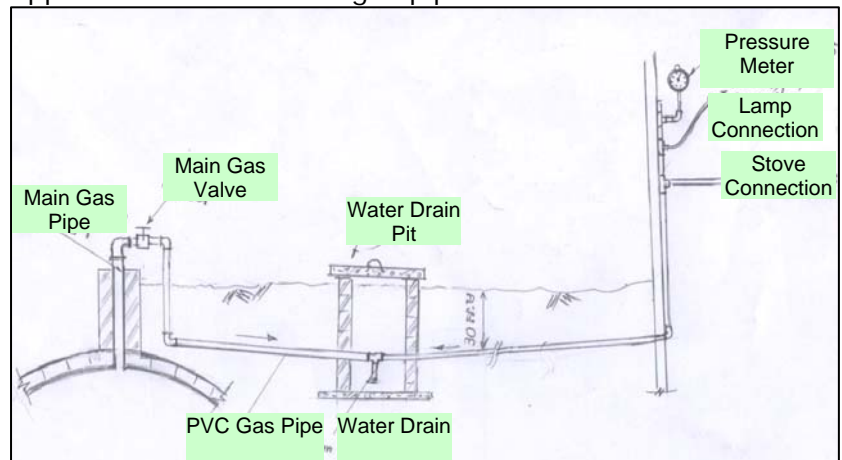 Pressure
Meter
Lamp
Connection
Stove
Connection
Main Gas
Valve
Main Gas
Pipe
Water Drain
Pit
PVC Gas Pipe
Water Drain